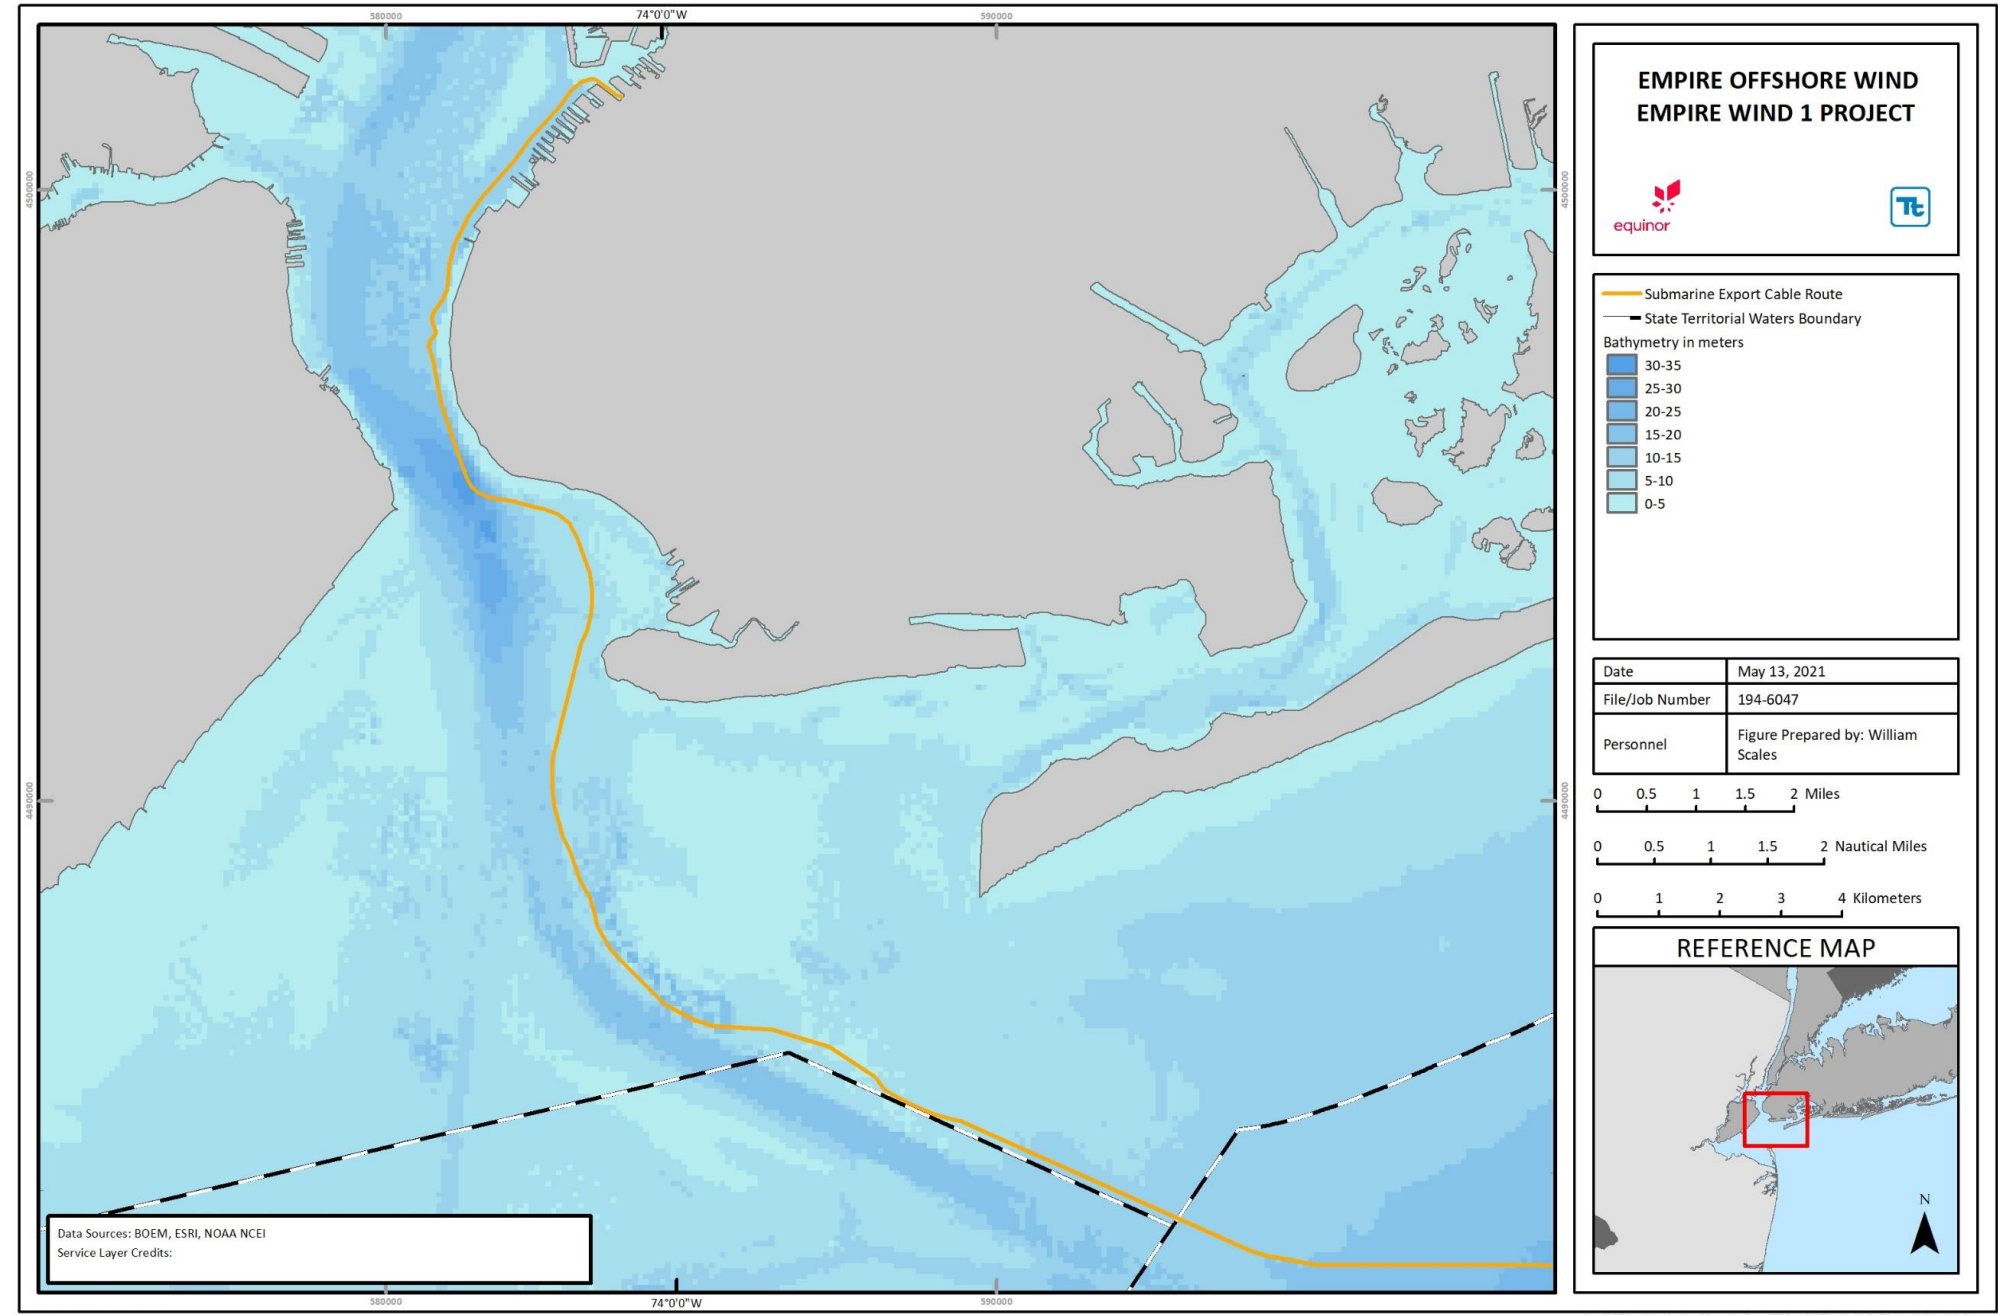 580000
74°0'0"W
590000
4500000
4500000
4490000
4490000
Data Sources: BOEM, ESRI, NOAA NCEI
Service Layer Credits:
580000
74°0'0"W
590000
EMPIRE OFFSHORE WIND
EMPIRE WIND 1 PROJECT
equinor
Tt
Submarine Export Cable Route
State Territorial Waters Boundary
Bathymetry in meters
30-35
25-30
20-25
15-20
10-15
5-10
0-5
Date May 13, 2021
File/Job Number 194-6047
Personnel Figure Prepared by: William
Scales
0 0.5 1 1.5 2 Miles
0 0.5 1 1.5 2 Nautical Miles
0 1 2 3 4 Kilometers
REFERENCE MAP
N